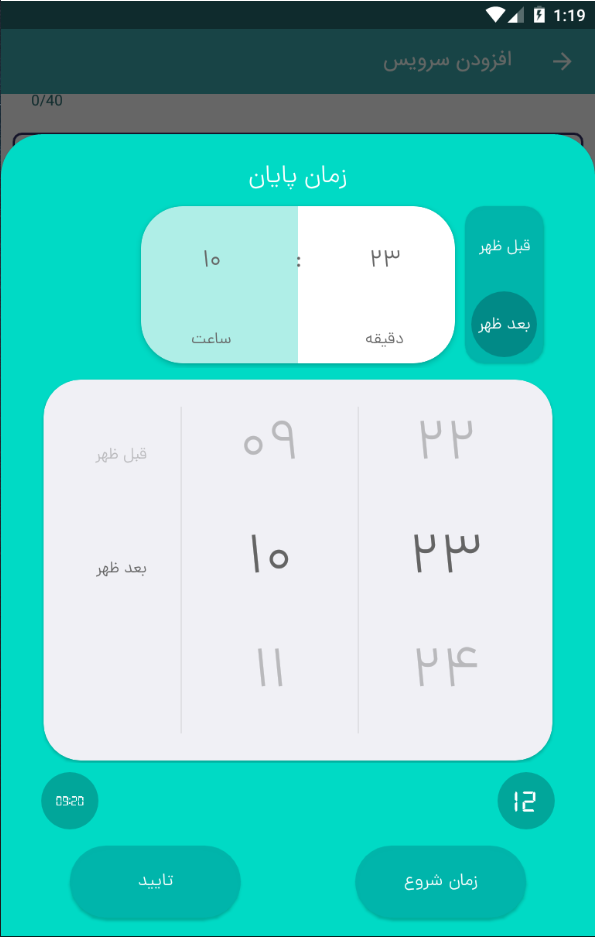 1:19
افزودن سرویس
0/40
زمان پایان
قبل ظهر
۱۰ : ۲۳
بعد ظهر
ساعت دقیقه
۰۹ ۲۲
قبل ظهر
۱۰ ۲۳
بعد ظهر
۱۱ ۲۴
09:20 12
تایید زمان شروع